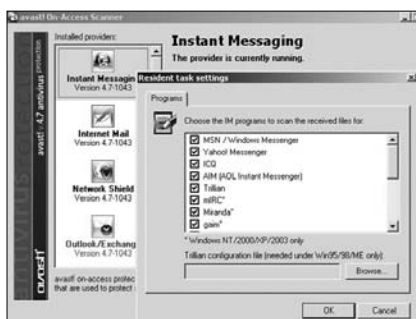 avast! On-Access Scanner
Installed providers:
Instant Messaging
The provider is currently running.
Instant Messagin
Version 4.7-1043
Internet Mail
Version 4.7-1043
Network Shield
Version 4.7-1043
Outlook/Exchang
Version 4.7-1043
avast! on-access protec
that are used to protect
avast! v 4.7 antivirus protection
antivirus
avast!
Resident task settings
Programs
Choose the IM programs to scan the received files for:
MSN / Windows Messenger
Yahoo! Messenger
ICQ
AIM (AOL Instant Messenger)
Trillian
mIRC*
Miranda*
gaim*
* Windows NT/2000/XP/2003 only
Trillian configuration file (needed under Win95/98/ME only):
Browse...
OK
Cancel